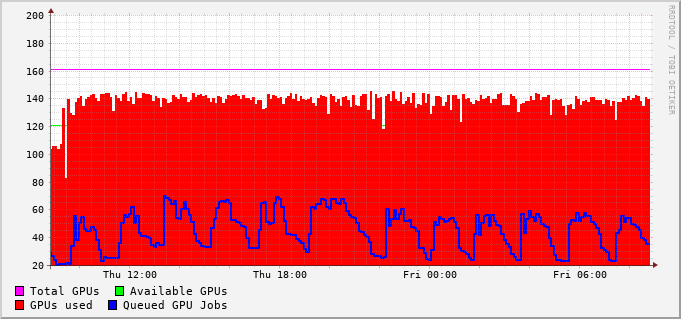 RRDTOOL / TOBI OETIKER
200
180
160
140
120
100
80
60
40
20
Thu 12:00 Thu 18:00 Fri 00:00 Fri 06:00
Total GPUs Available GPUs
GPUs used Queued GPU Jobs